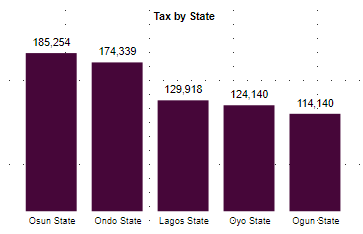 Tax by State
185,254
174,339
129,918
124,140
114,140
Osun State
Ondo State
Lagos State
Oyo State
Ogun State